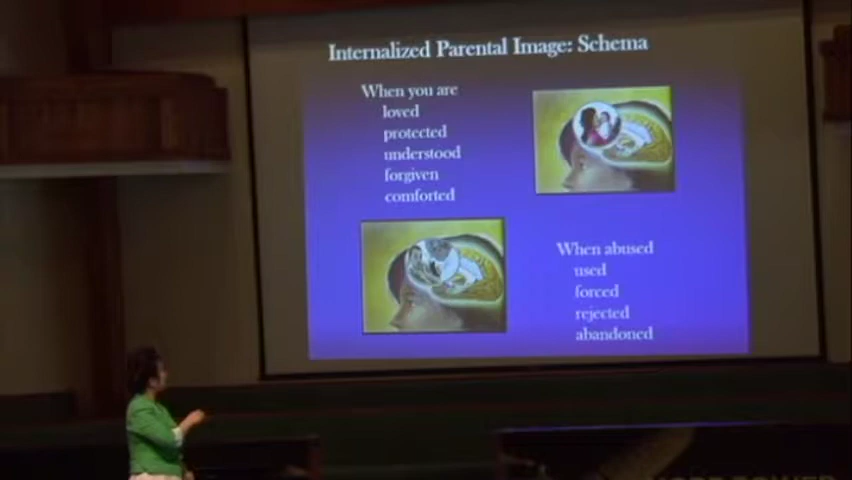 Internalized Parental Image: Schema
When you are
loved
protected
understood
forgiven
comforted
When abused
used
forced
rejected
abandoned